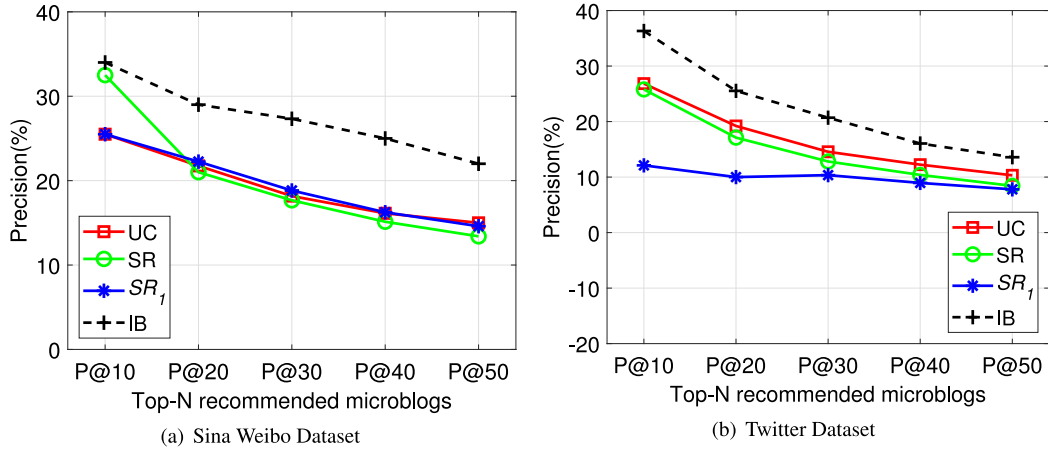 40
30
20
10
0
Precision(%)
UC
SR
SR1
IB
P@10 P@20 P@30 P@40 P@50
Top-N recommended microblogs
(a) Sina Weibo Dataset
40
30
20
10
0
-10
-20
Precision(%)
UC
SR
SR1
IB
P@10 P@20 P@30 P@40 P@50
Top-N recommended microblogs
(b) Twitter Dataset